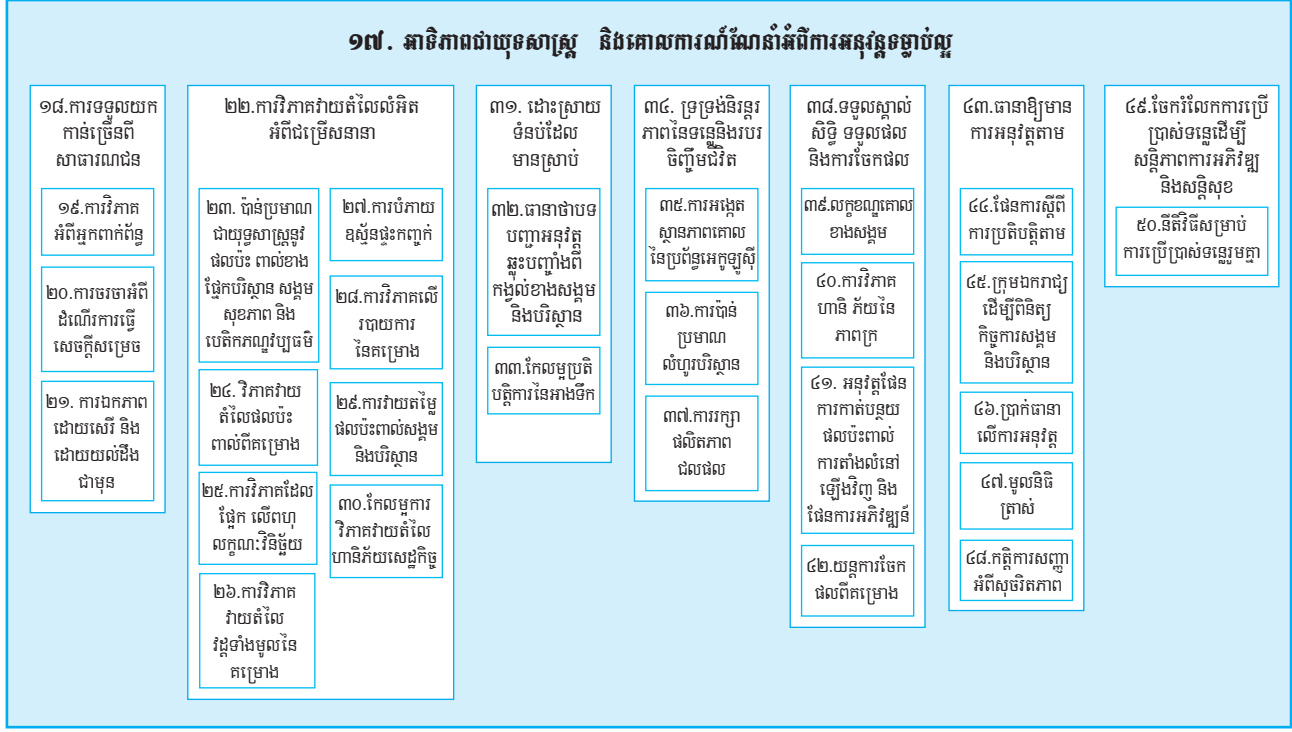 ១៧. អាទិភាពជាយុទសាស្ត្រ និងគោលការណ៍ណែនាំអំពីការអនុវត្តទម្លាប់ល្អ
១៨.ការទទួលយក
កាន់ច្រើនពី
សាធារណជន
១៩.ការវិភាគ
អំពីអ្នកពាក់ព័ន្ធ
២០.ការចរចាអំពី
ដំណើរការធ្វើ
សេចក្តីសម្រេច
២១. ការឯកភាព
ដោយសេរី និង
ដោយយល់ដឹង
ជាមុន
២២.ការវិភាគវាយតំលៃលំអិត
អំពីជម្រើសនានា
២៣. ប៉ាន់ប្រមាណ
ជាយុទ្ធសាស្ត្រនូវ
ផលប៉ះ ពាល់ខាង
ផ្នែកបរិស្ថាន សង្គម
សុខភាព និង
បេតិកភណ្ឌវប្បធម៌
២៤. វិភាគវាយ
តំលៃផលប៉ះ
ពាល់ពីគម្រោង
២៥.ការវិភាគដែល
ផ្អែក លើពហុ
លក្ខណៈវិនិច្ឆ័យ
២៦.ការវិភាគ
វាយតំលៃ
វដ្តទាំងមូលនៃ
គម្រោង
២៧.ការបំភាយ
ឧស្ម័នផ្ទះកញ្ចក់
២៨.ការវិភាគលើ
របាយការ
នៃគម្រោង
២៩.ការវាយតម្លៃ
ផលប៉ះពាល់សង្គម
និងបរិស្ថាន
៣០.កែលម្អការ
វិភាគវាយតំលៃ
ហានិភ័យសេដ្ឋកិច្ច
៣១. ដោះស្រាយ
ទំនប់ដែល
មានស្រាប់
៣២.ធានាថាបទ
បញ្ជាអនុវត្ត
ឆ្លុះបញ្ចាំងពី
កង្វល់ខាងសង្គម
និងបរិស្ថាន
៣៣.កែលម្អប្រតិ
បត្តិការនៃអាងទឹក
៣៤. ទ្រទ្រង់និរន្តរ
ភាពនៃទន្លេនិងរបរ
ចិញ្ចឹមជីវិត
៣៥.ការអង្កេត
ស្ថានភាពគោល
នៃប្រព័ន្ធអេកូឡូស៊ី
៣៦.ការប៉ាន់
ប្រមាណ
លំហូរបរិស្ថាន
៣៧.ការរក្សា
ផលិតភាព
ជលផល
៣៨.ទទួលស្គាល់
សិទ្ធិ ទទួលផល
និងការចែកផល
៣៩.លក្ខខណ្ឌគោល
ខាងសង្គម
៤០.ការវិភាគ
ហានិ ភ័យនៃ
ភាពក្រ
៤១. អនុវត្តផែន
ការកាត់បន្ថយ
ផលប៉ះពាល់
ការតាំងលំនៅ
ឡើងវិញ និង
ផែនការអភិវឌ្ឍន៍
៤២.យន្តការចែក
ផលពីគម្រោង
៤៣.ធានាឱ្យមាន
ការអនុវត្តតាម
៤៤.ផែនការស្តីពី
ការប្រតិបត្តិតាម
៤៥.ក្រុមឯករាជ្យ
ដើម្បីពិនិត្យ
កិច្ចការសង្គម
និងបរិស្ថាន
៤៦.ប្រាក់ធានា
លើការអនុវត្ត
៤៧.មូលនិធិ
ត្រាស់
៤៨.កត្តិការសញ្ញា
អំពីសុចរិតភាព
៤៩.ចែករំលែកការប្រើ
ប្រាស់ទន្លេដើម្បី
សន្តិភាពការអភិវឌ្ឍ
និងសន្តិសុខ
៥០.នីតិវិធីសម្រាប់
ការប្រើប្រាស់ទន្លេរួមគ្នា